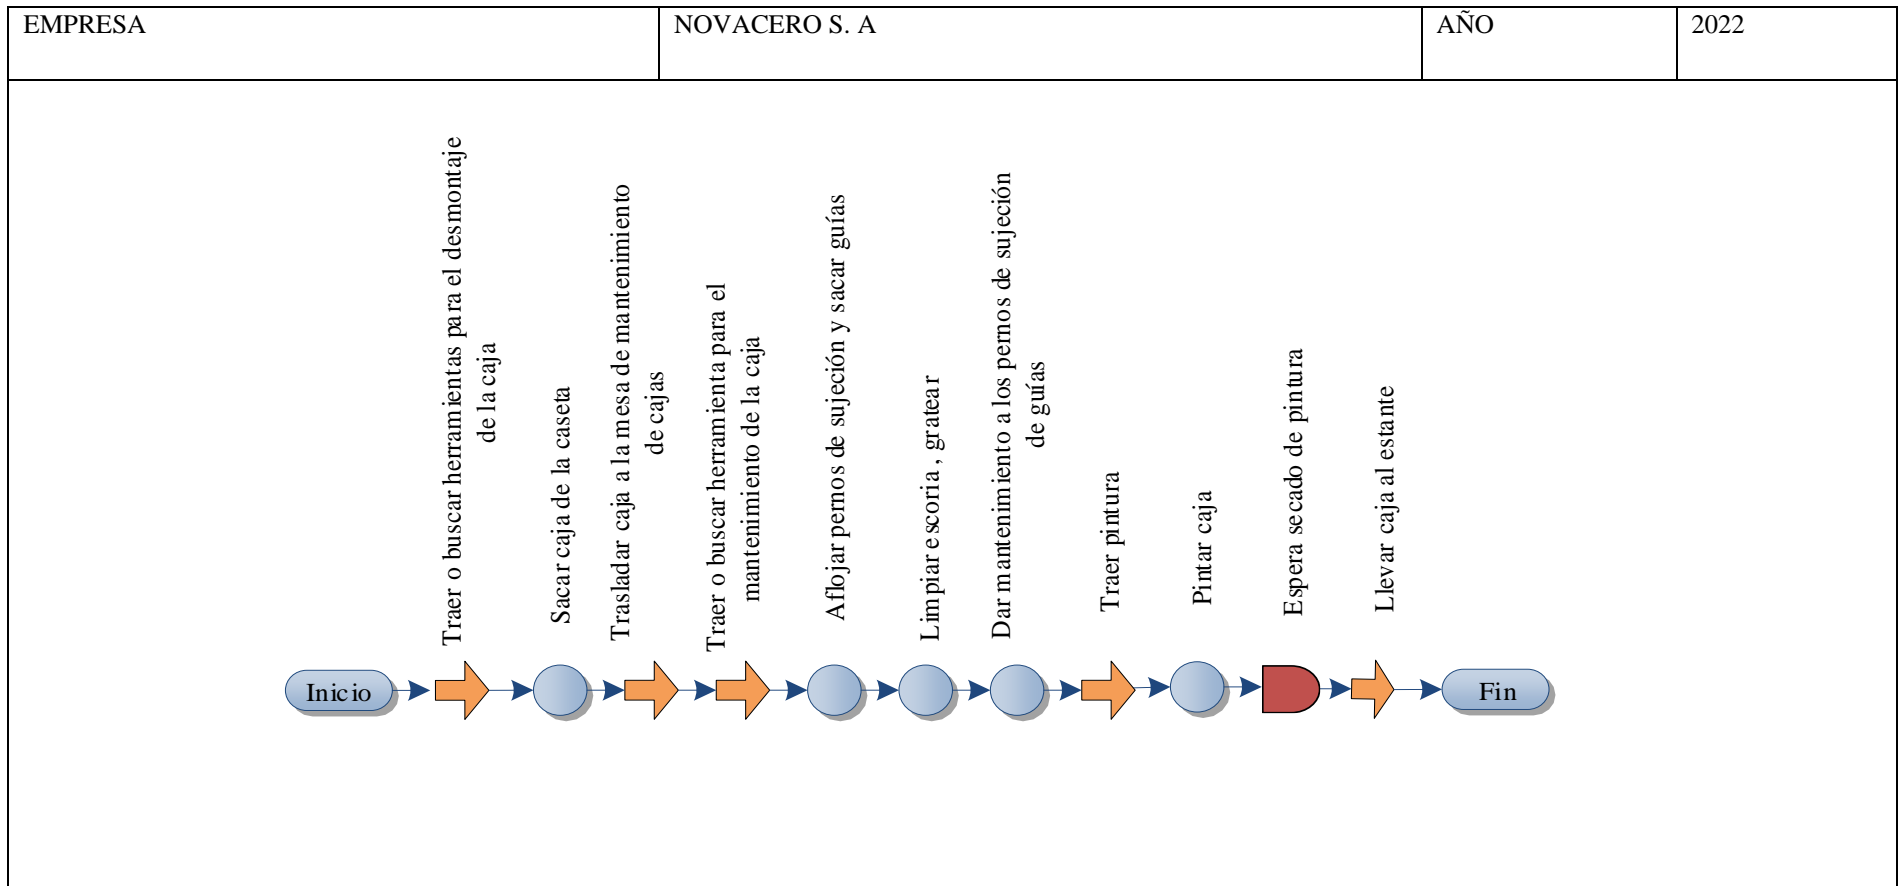 EMPRESA
NOVACERO S. A
AÑO
2022
Traer o buscar herramientas para el desmontaje
de la caja
Sacar caja de la caseta
Trasladar caja a la mesa de mantenimiento
de cajas
Traer o buscar herramienta para el
mantenimiento de la caja
Aflojar pernos de sujeción y sacar guías
Limpiar escoria , gratear
Dar mantenimiento a los pernos de sujeción
de guías
Traer pintura
Pintar caja
Espera secado de pintura
Llevar caja al estante
Inicio
Fin